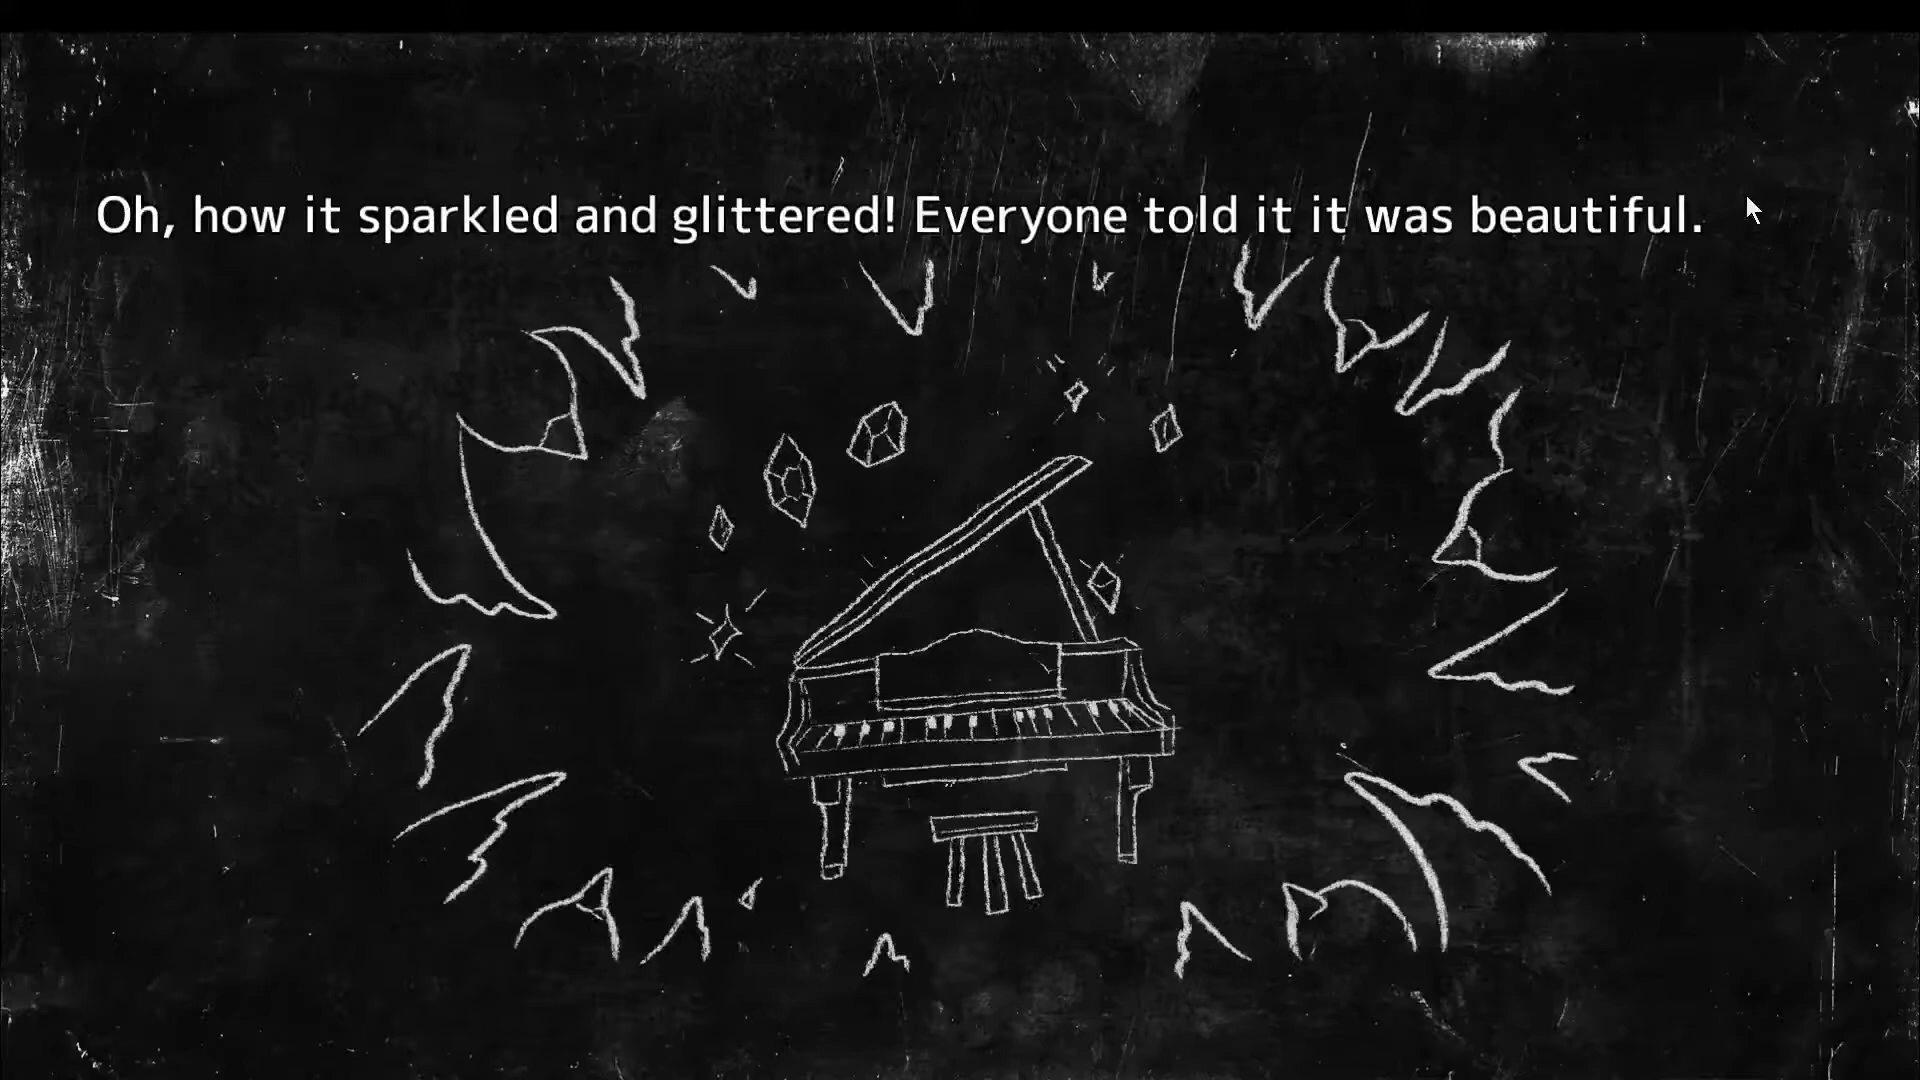 Oh, how it sparkled and glittered! Everyone told it it was beautiful.